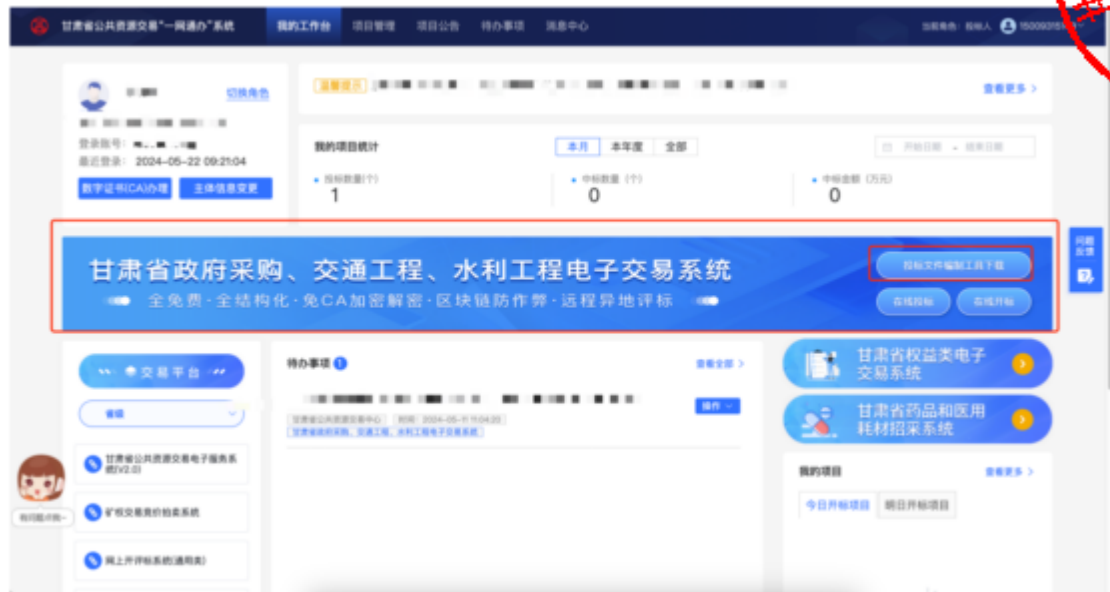 甘肃省公共资源交易“一网通办”系统
我的工作台 项目管理 项目公告 待办事项 消息中心
当前角色：投标人
切换角色
温馨提示
查看更多 >
登录账号：
最近登录： 2024-05-22 09:21:04
数字证书(CA)办理 主体信息变更
我的项目统计
本月 本年度 全部
开始日期 - 结束日期
投标数量(个)
1
中标数量 (个)
0
中标金额 (万元)
0
甘肃省政府采购、交通工程、水利工程电子交易系统
全免费·全结构化·免CA加密解密·区块链防作弊·远程异地评标
投标文件编制工具下载
在线投标 在线开标
问题
反馈
交易平台
省级
甘肃省公共资源交易电子服务系
统(V2.0)
矿权交易竞价拍卖系统
网上开评标系统(通用类)
待办事项 1
查看全部 >
操作
甘肃省公共资源交易中心 时间
甘肃省政府采购、交通工程、水利工程电子交易系统
甘肃省权益类电子
交易系统
甘肃省药品和医用
耗材招采系统
我的项目
查看更多 >
今日开标项目 明日开标项目